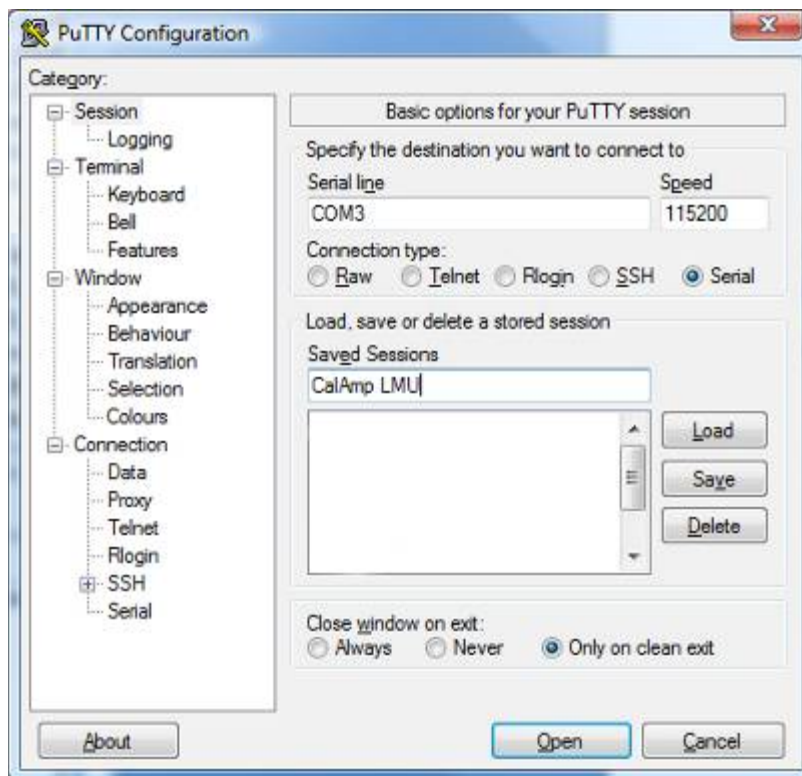 PuTTY Configuration
Category:
Session
Logging
Terminal
Keyboard
Bell
Features
Window
Appearance
Behaviour
Translation
Selection
Colours
Connection
Data
Proxy
Telnet
Rlogin
SSH
Serial
Basic options for your PuTTY session
Specify the destination you want to connect to
Serial line Speed
COM3 115200
Connection type:
Raw Telnet Rlogin SSH Serial
Load, save or delete a stored session
Saved Sessions
CalAmp LMU
Load
Save
Delete
Close window on exit:
Always Never Only on clean exit
About Open Cancel